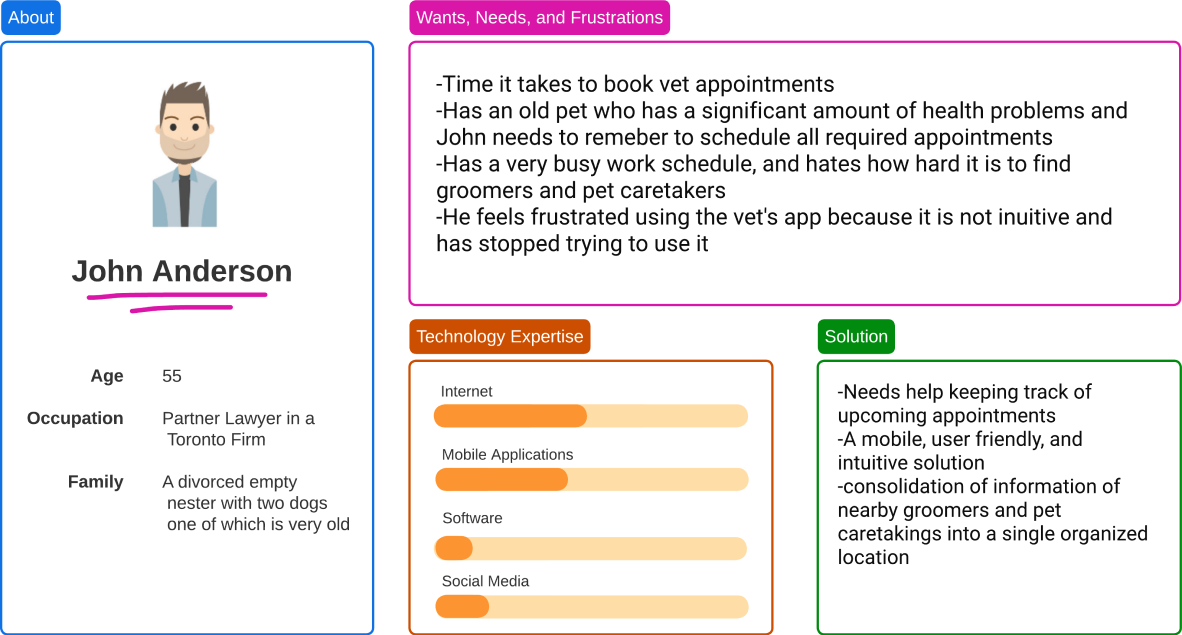 About
John Anderson
Age 55
Occupation Partner Lawyer in a
Toronto Firm
Family A divorced empty
nester with two dogs
one of which is very old
Wants, Needs, and Frustrations
-Time it takes to book vet appointments
-Has an old pet who has a significant amount of health problems and
John needs to remeber to schedule all required appointments
-Has a very busy work schedule, and hates how hard it is to find
groomers and pet caretakers
-He feels frustrated using the vet's app because it is not inuitive and
has stopped trying to use it
Technology Expertise
Internet
Mobile Applications
Software
Social Media
Solution
-Needs help keeping track of
upcoming appointments
-A mobile, user friendly, and
intuitive solution
-consolidation of information of
nearby groomers and pet
caretakings into a single organized
location